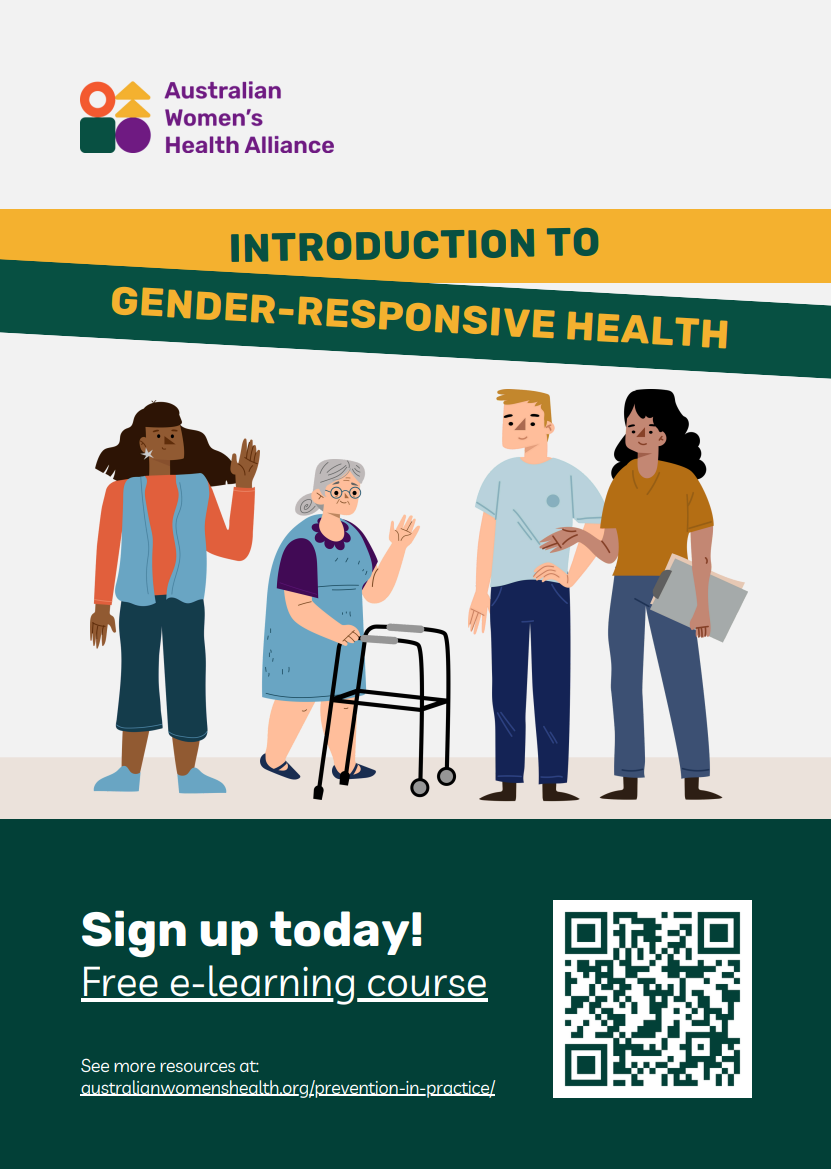 Australian
Women's
Health Alliance
INTRODUCTION TO
GENDER-RESPONSIVE HEALTH
Sign up today!
Free e-learning course
See more resources at:
australianwomenshealth.org/prevention-in-practice/